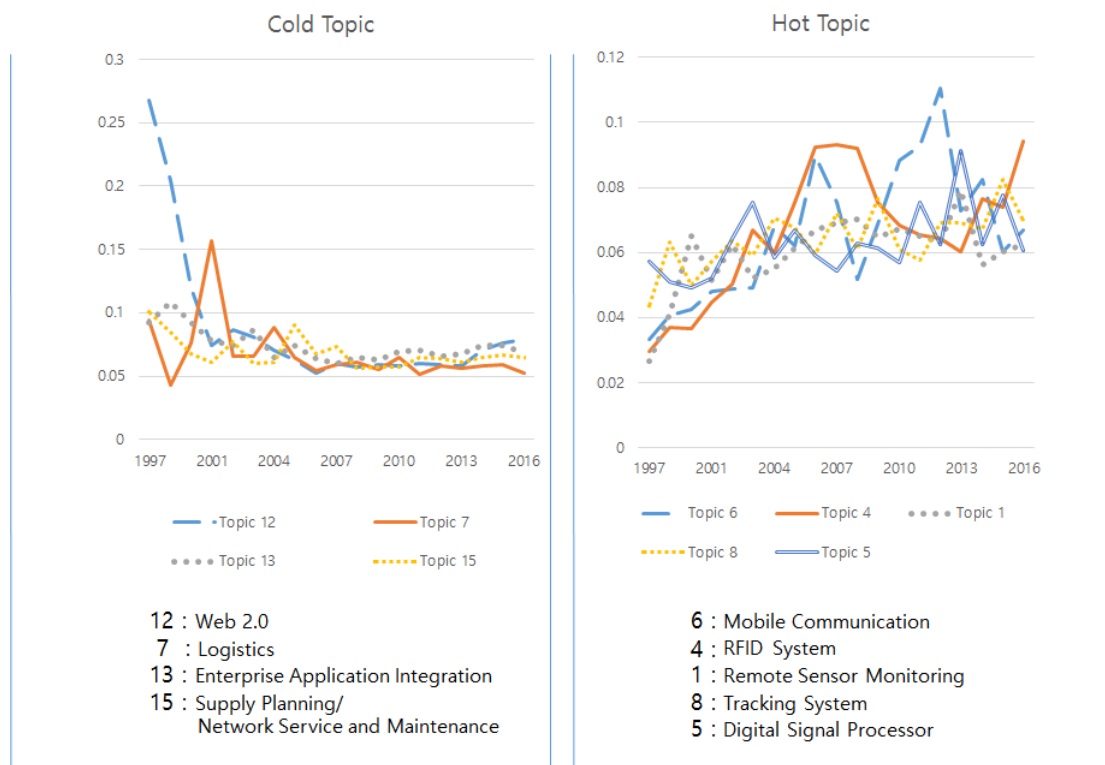 Cold Topic
0.3
0.25
0.2
0.15
0.1
0.05
0
1997 2001 2004 2007 2010 2013 2016
Topic 12 Topic 7
Topic 13 Topic 15
12 : Web 2.0
7 : Logistics
13 : Enterprise Application Integration
15 : Supply Planning/
Network Service and Maintenance
Hot Topic
0.12
0.1
0.08
0.06
0.04
0.02
0
1997 2001 2004 2007 2010 2013 2016
Topic 6 Topic 4 Topic 1
Topic 8 Topic 5
6 : Mobile Communication
4 : RFID System
1 : Remote Sensor Monitoring
8 : Tracking System
5 : Digital Signal Processor